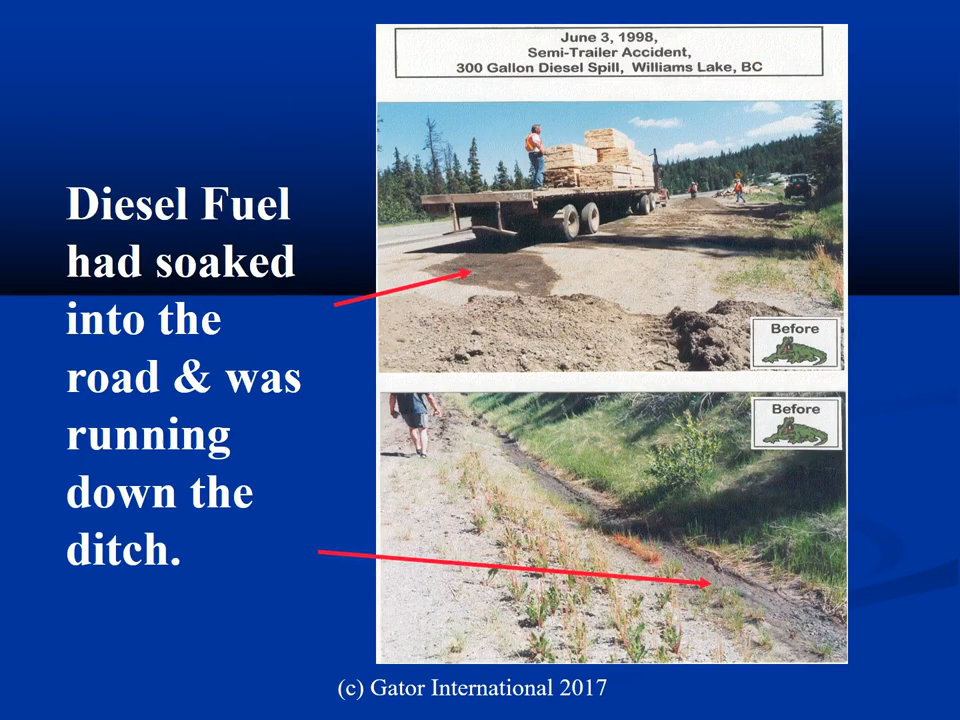 June 3, 1998,
Semi-Trailer Accident,
300 Gallon Diesel Spill, Williams Lake, BC
Diesel Fuel
had soaked
into the
road & was
running
down the
ditch.
Before
Before
(c) Gator International 2017